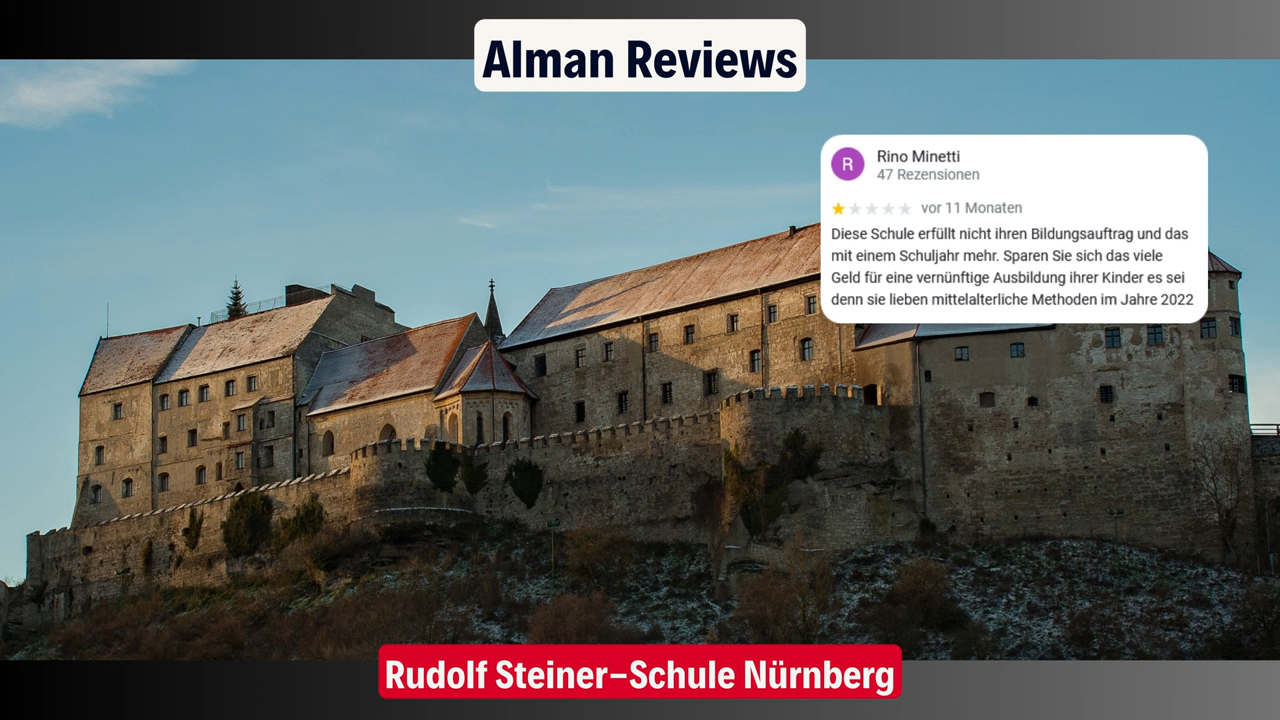 Alman Reviews
R
Rino Minetti
47 Rezensionen
vor 11 Monaten
Diese Schule erfüllt nicht ihren Bildungsauftrag und das
mit einem Schuljahr mehr. Sparen Sie sich das viele
Geld für eine vernünftige Ausbildung ihrer Kinder es sei
denn sie lieben mittelalterliche Methoden im Jahre 2022
Rudolf Steiner–Schule Nürnberg